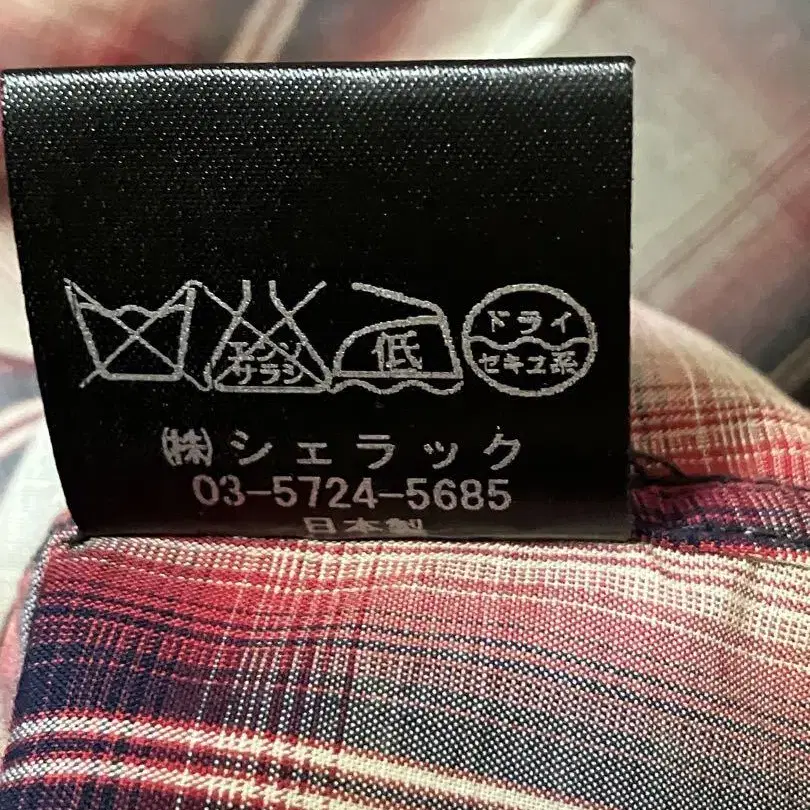 エンソ
サラシ
低
ドライ
セキユ系
㈱シェラック
03-5724-5685
日本製